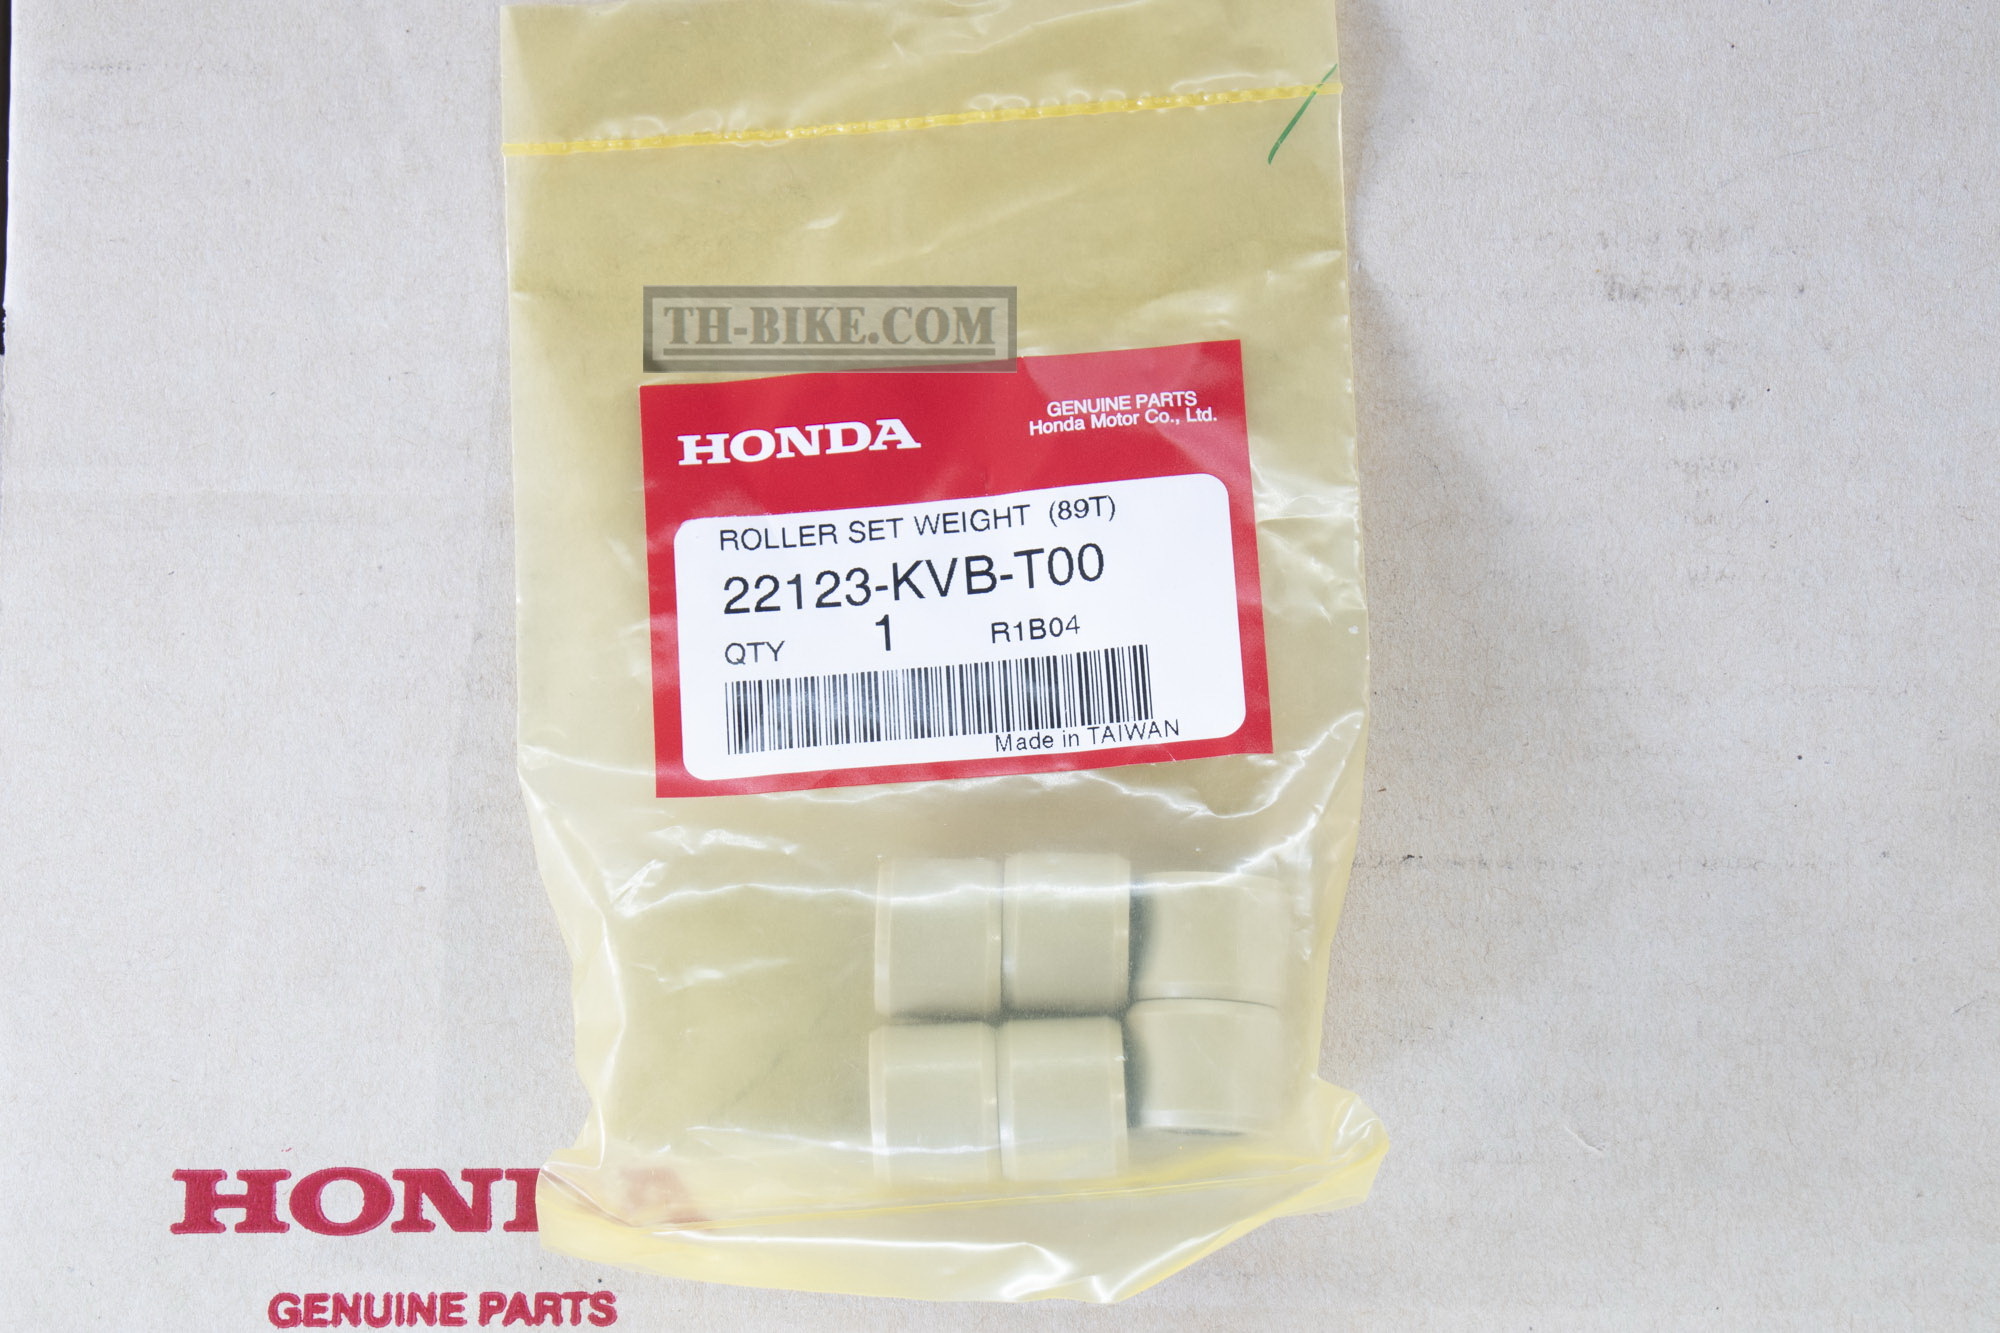 TH-BIKE.COM
HONDA
GENUINE PARTS
Honda Motor Co., Ltd.
ROLLER SET WEIGHT (89T)
22123-KVB-T00
QTY 1 R1B04
Made in TAIWAN
HONDA
GENUINE PARTS